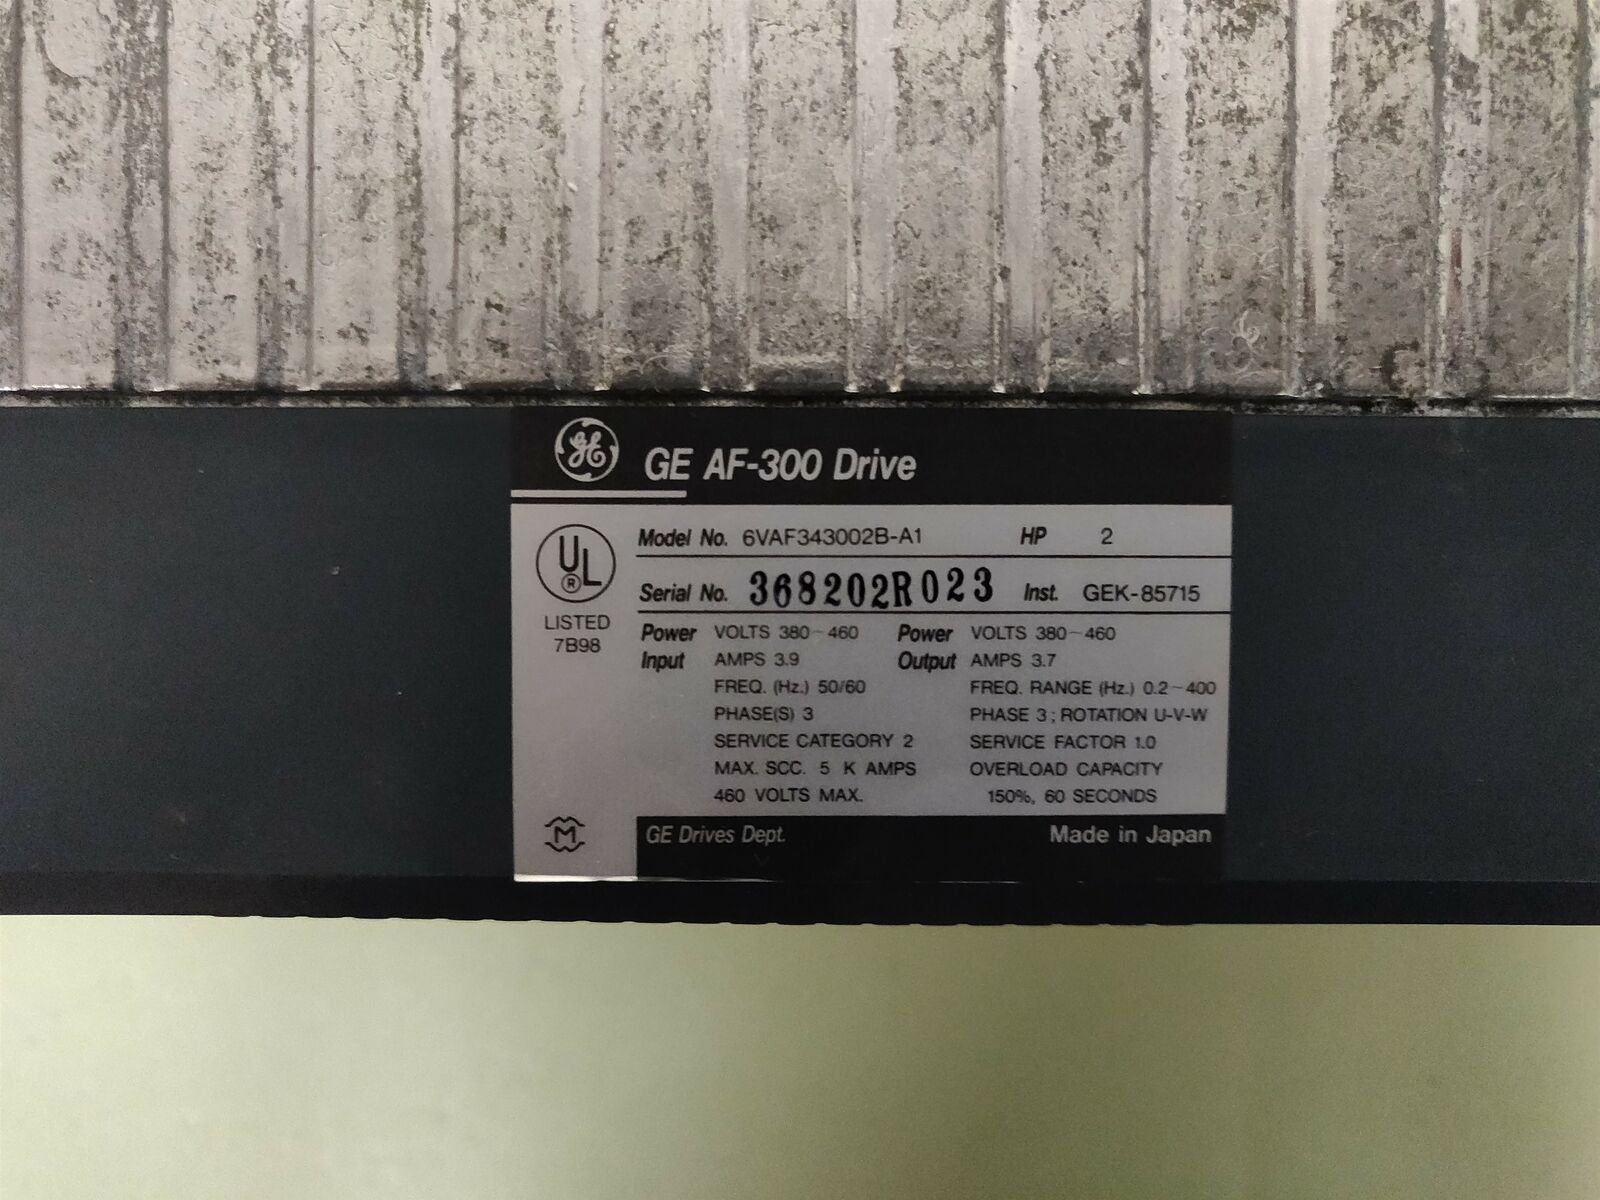 GE
GE AF-300 Drive
UL
®
LISTED
7B98
Model No. 6VAF343002B-A1 HP 2
Serial No. 368202R023 Inst. GEK-85715
Power Input VOLTS 380~460
AMPS 3.9
FREQ. (Hz.) 50/60
PHASE(S) 3
SERVICE CATEGORY 2
MAX. SCC. 5 K AMPS
460 VOLTS MAX.
Power Output VOLTS 380~460
AMPS 3.7
FREQ. RANGE (Hz.) 0.2~400
PHASE 3 ; ROTATION U-V-W
SERVICE FACTOR 1.0
OVERLOAD CAPACITY
150%, 60 SECONDS
M
GE Drives Dept. Made in Japan